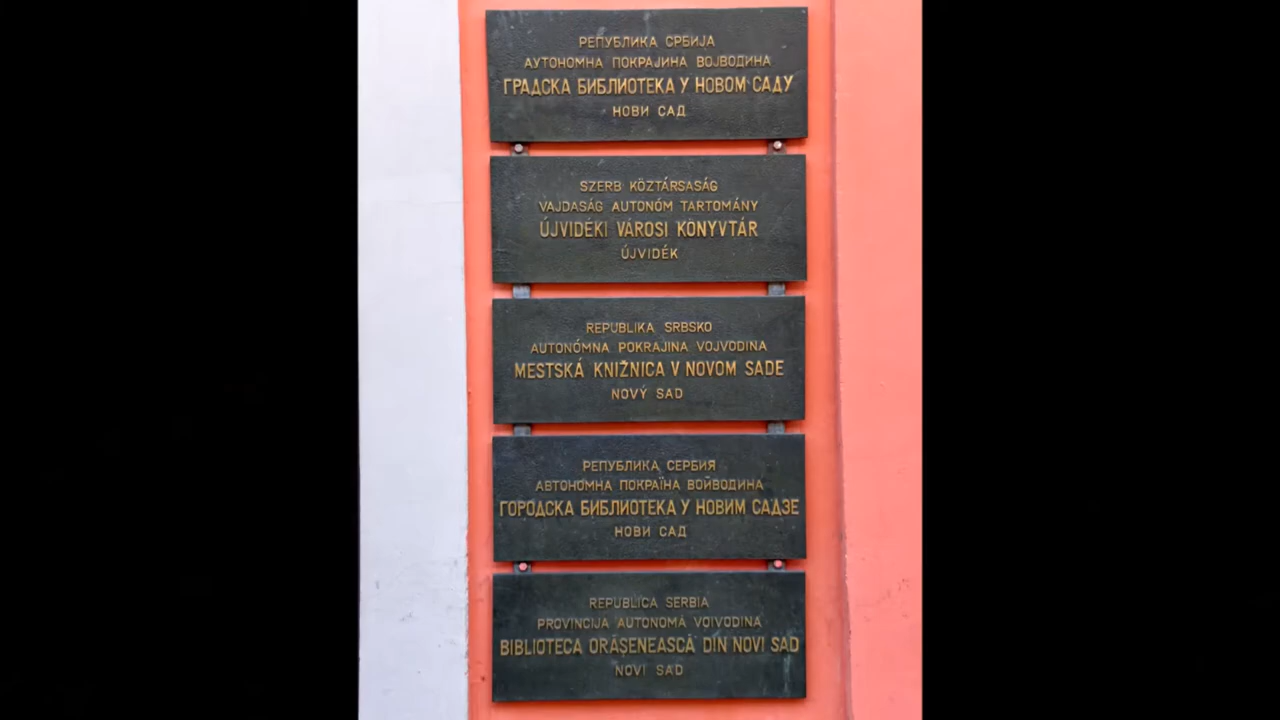 РЕПУБЛИКА СРБИЈА
АУТОНОМНА ПОКРАЈИНА ВОЈВОДИНА
ГРАДСКА БИБЛИОТЕКА У НОВОМ САДУ
НОВИ САД
SZERB KÖZTÁRSASÁG
VAJDASÁG AUTONÓM TARTOMÁNY
ÚJVIDÉKI VÁROSI KÖNYVTÁR
ÚJVIDÉK
REPUBLIKA SRBSKO
AUTONÓMNA POKRAJINA VOJVODINA
MESTSKÁ KNIŽNICA V NOVOM SADE
NOVÝ SAD
РЕПУБЛИКА СЕРБИЯ
АВТОНОМНА ПОКРАЇНА ВОЙВОДИНА
ГОРОДСКА БИБЛИОТЕКА У НОВИМ САДЗЕ
НОВИ САД
REPUBLICA SERBIA
PROVINCIJA AUTONOMĂ VOIVODINA
BIBLIOTECA ORĂȘENEASCĂ DIN NOVI SAD
NOVI SAD